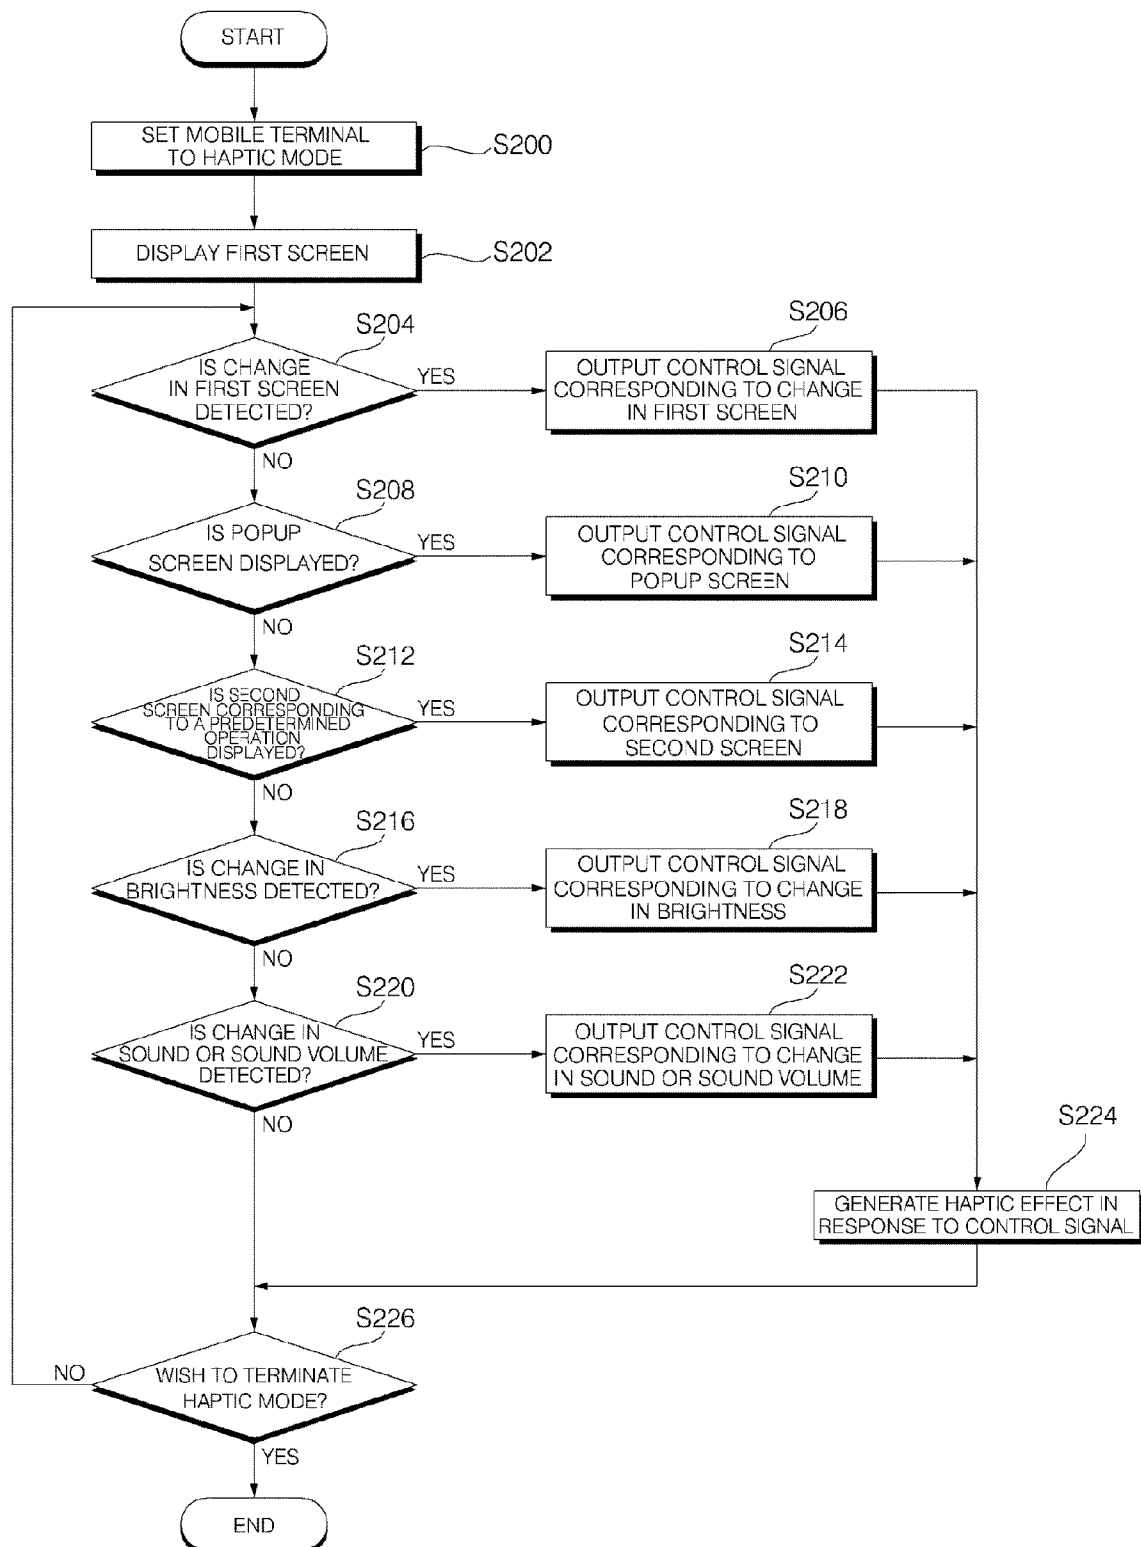 START
SET MOBILE TERMINAL
TO HAPTIC MODE
S200
DISPLAY FIRST SCREEN
S202
S204
IS CHANGE
IN FIRST SCREEN
DETECTED?
YES
NO
S206
OUTPUT CONTROL SIGNAL
CORRESPONDING TO CHANGE
IN FIRST SCREEN
S208
IS POPUP
SCREEN DISPLAYED?
YES
NO
S210
OUTPUT CONTROL SIGNAL
CORRESPONDING TO
POPUP SCREEN
S212
IS SECOND
SCREEN CORRESPONDING
TO A PREDETERMINED
OPERATION
DISPLAYED?
YES
NO
S214
OUTPUT CONTROL SIGNAL
CORRESPONDING TO
SECOND SCREEN
S216
IS CHANGE IN
BRIGHTNESS DETECTED?
YES
NO
S218
OUTPUT CONTROL SIGNAL
CORRESPONDING TO CHANGE
IN BRIGHTNESS
S220
IS CHANGE IN
SOUND OR SOUND VOLUME
DETECTED?
YES
NO
S222
OUTPUT CONTROL SIGNAL
CORRESPONDING TO CHANGE
IN SOUND OR SOUND VOLUME
S224
GENERATE HAPTIC EFFECT IN
RESPONSE TO CONTROL SIGNAL
S226
WISH TO TERMINATE
HAPTIC MODE?
NO
YES
END